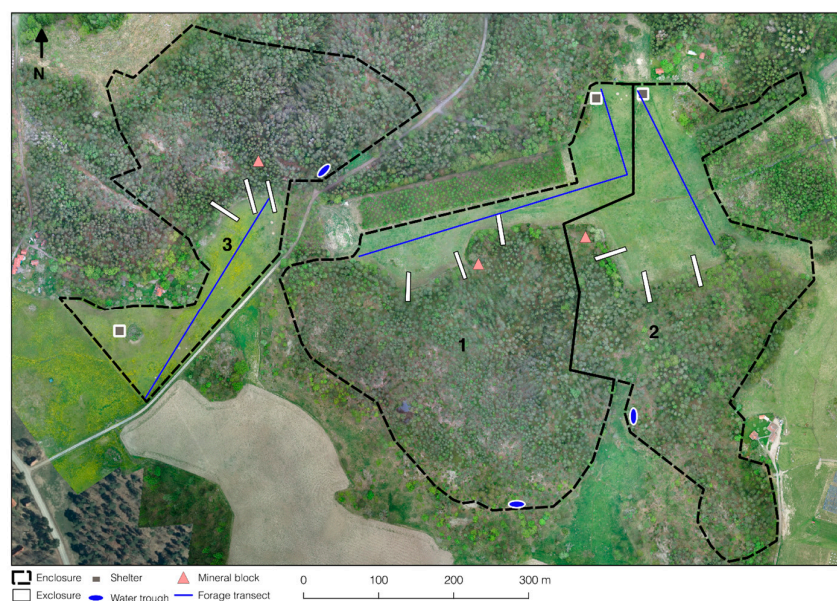 N
3
1
2
Enclosure Shelter Mineral block
Exclosure Water trough Forage transect
0 100 200 300 m